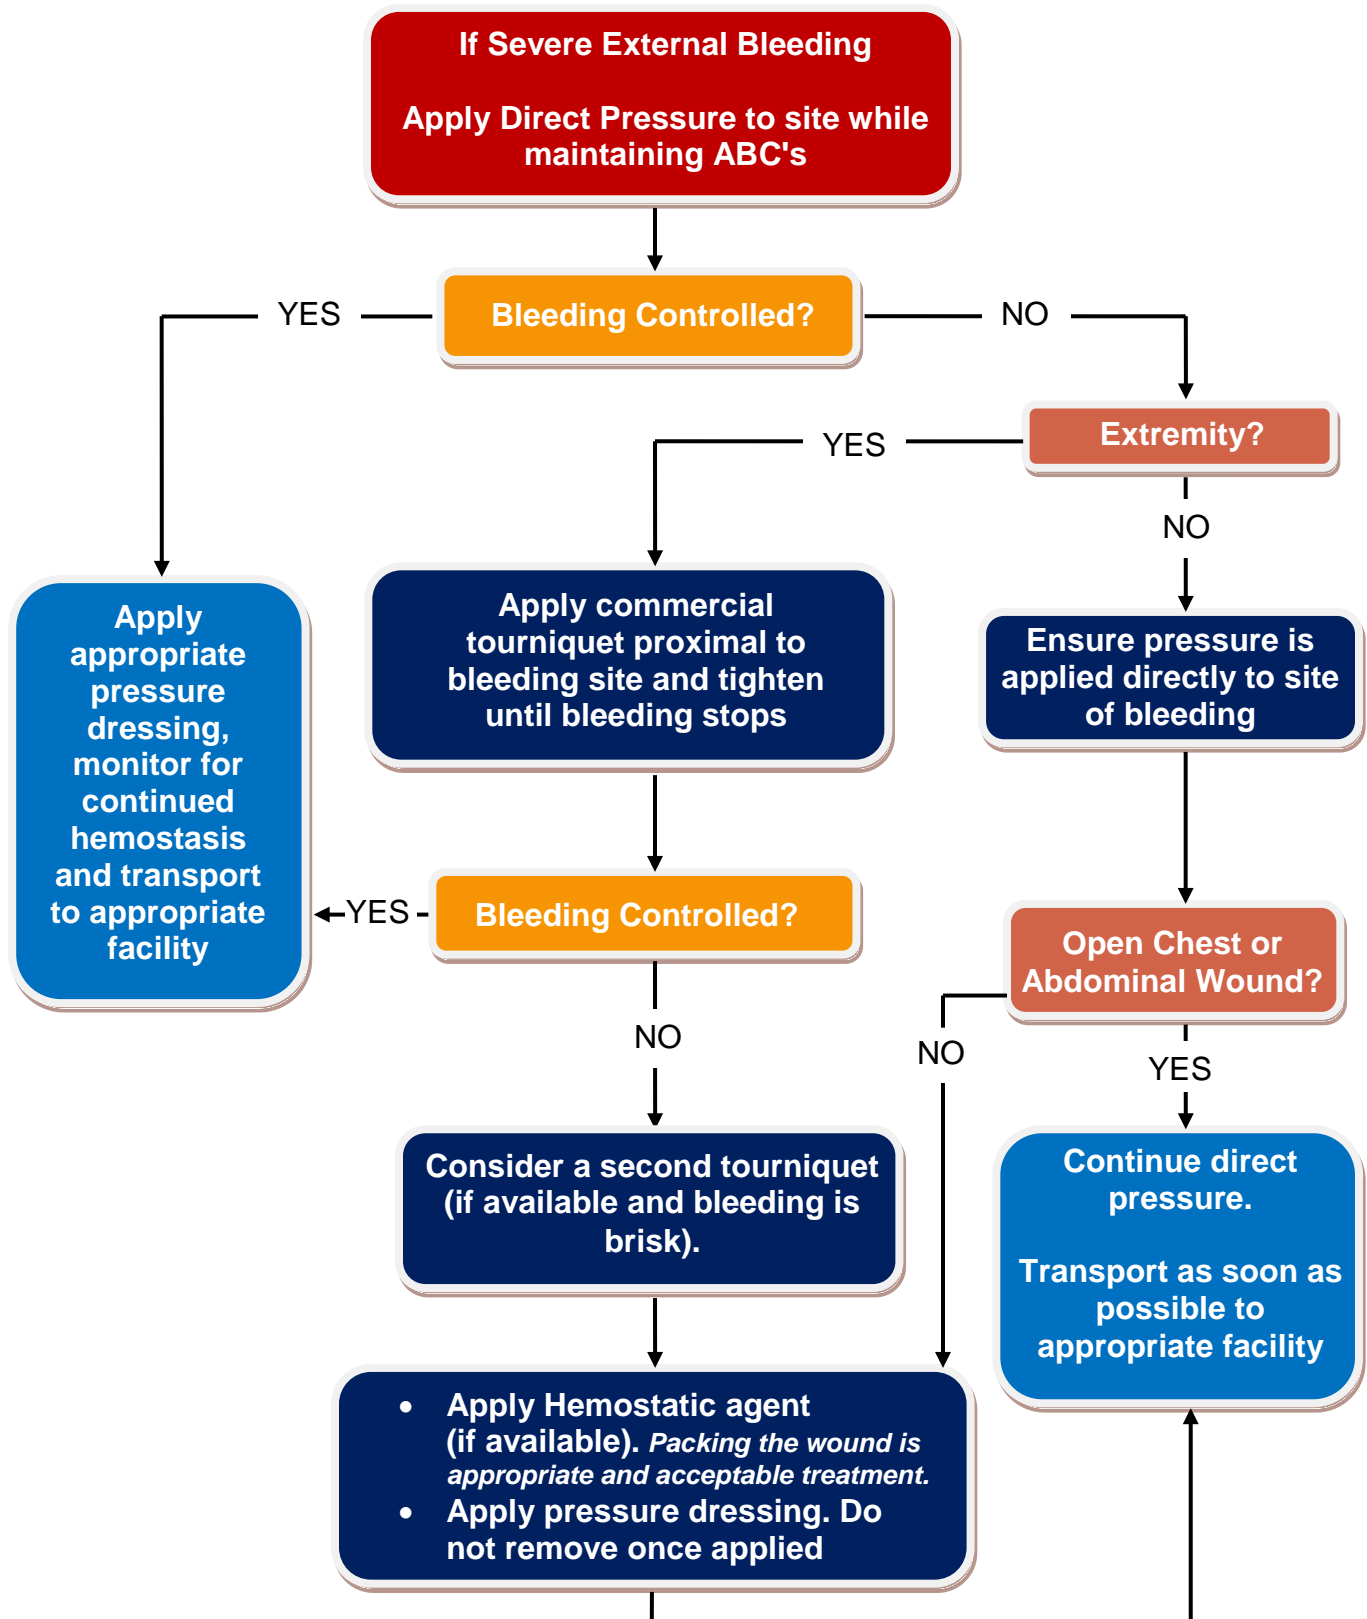 If Severe External Bleeding
Apply Direct Pressure to site while
maintaining ABC's
Bleeding Controlled?
YES
NO
Extremity?
YES
NO
Apply
appropriate
pressure
dressing,
monitor for
continued
hemostasis
and transport
to appropriate
facility
Apply commercial
tourniquet proximal to
bleeding site and tighten
until bleeding stops
Ensure pressure is
applied directly to site
of bleeding
Bleeding Controlled?
YES
NO
Open Chest or
Abdominal Wound?
NO
YES
Consider a second tourniquet
(if available and bleeding is
brisk).
Continue direct
pressure.
Transport as soon as
possible to
appropriate facility
• Apply Hemostatic agent
(if available). Packing the wound is
appropriate and acceptable treatment.
• Apply pressure dressing. Do
not remove once applied